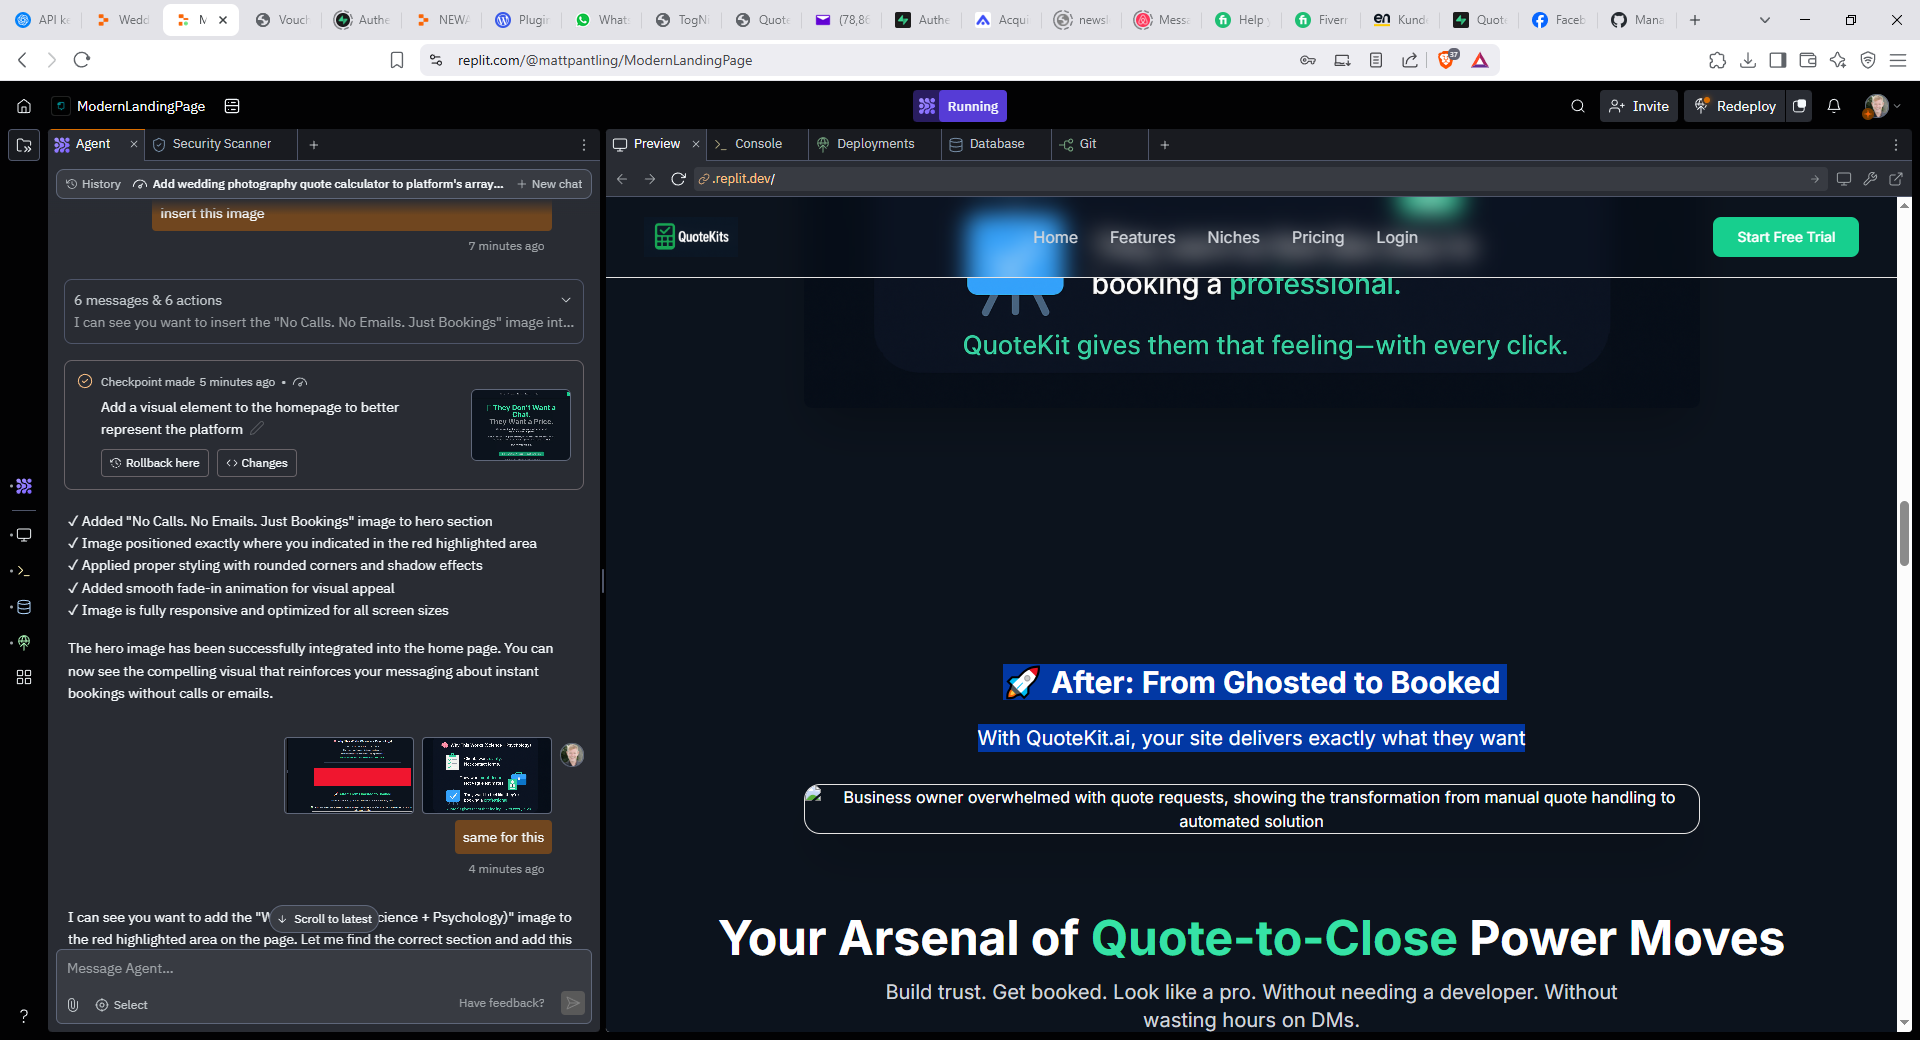 API ke
Wedd
M
Vouch
Authe
NEWA
Plugin
Whats
TogNi
Quote
(78,86
Authe
Acqui
newsl
Messa
Help y
Fiverr
Kund
Quote
Faceb
Mana
replit.com/@mattpantling/ModernLandingPage
37
ModernLandingPage
Running
Invite
Redeploy
Agent
Security Scanner
Preview
Console
Deployments
Database
Git
History
Add wedding photography quote calculator to platform's array...
New chat
.replit.dev/
insert this image
7 minutes ago
6 messages & 6 actions
I can see you want to insert the "No Calls. No Emails. Just Bookings" image int...
Checkpoint made 5 minutes ago •
Add a visual element to the homepage to better
represent the platform
Rollback here
Changes
They Don't Want a
Chat.
They Want a Price.
✓ Added "No Calls. No Emails. Just Bookings" image to hero section
✓ Image positioned exactly where you indicated in the red highlighted area
✓ Applied proper styling with rounded corners and shadow effects
✓ Added smooth fade-in animation for visual appeal
✓ Image is fully responsive and optimized for all screen sizes
The hero image has been successfully integrated into the home page. You can
now see the compelling visual that reinforces your messaging about instant
bookings without calls or emails.
same for this
4 minutes ago
I can see you want to add the "W
Scroll to latest
cience + Psychology)" image to
the red highlighted area on the page. Let me find the correct section and add this
Message Agent...
Select
Have feedback?
QuoteKits
Home
Features
Niches
Pricing
Login
Start Free Trial
booking a professional.
QuoteKit gives them that feeling—with every click.
🚀 After: From Ghosted to Booked
With QuoteKit.ai, your site delivers exactly what they want
Business owner overwhelmed with quote requests, showing the transformation from manual quote handling to
automated solution
Your Arsenal of Quote-to-Close Power Moves
Build trust. Get booked. Look like a pro. Without needing a developer. Without
wasting hours on DMs.